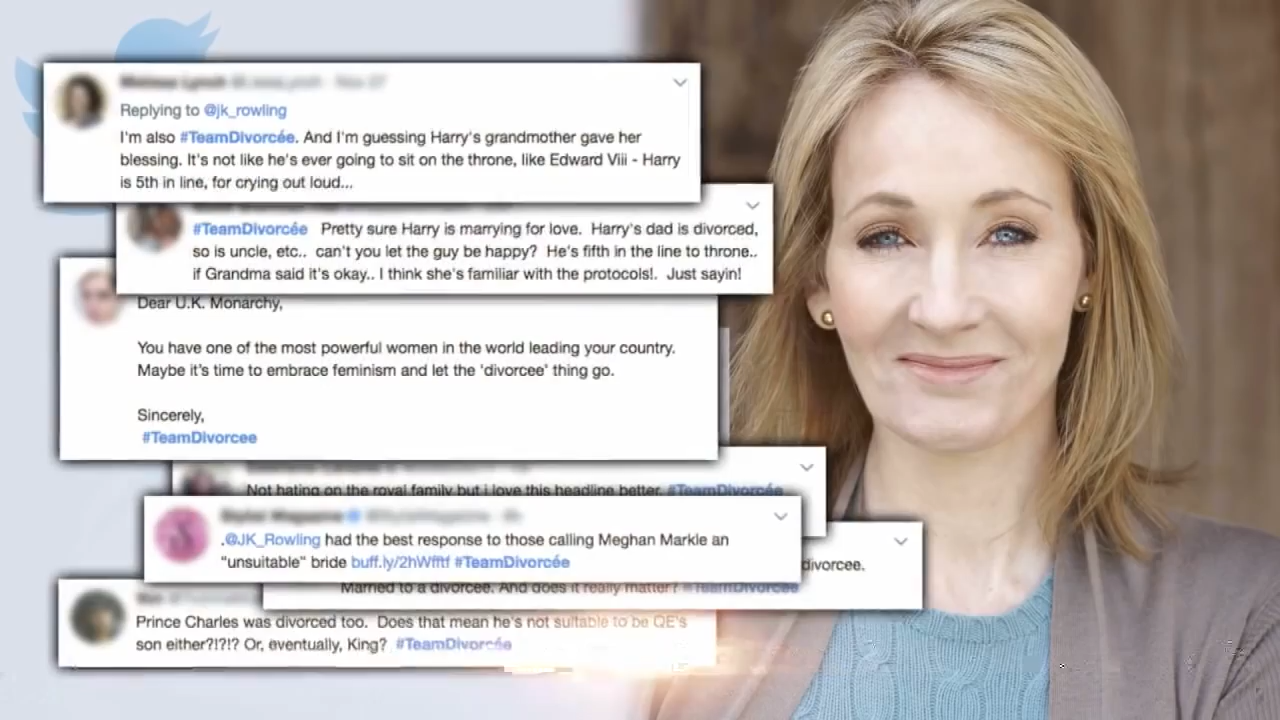 Replying to @jk_rowling
I'm also #TeamDivorcée. And I'm guessing Harry's grandmother gave her
blessing. It's not like he's ever going to sit on the throne, like Edward Viii - Harry
is 5th in line, for crying out loud...
#TeamDivorcée Pretty sure Harry is marrying for love. Harry's dad is divorced,
so is uncle, etc.. can't you let the guy be happy? He's fifth in the line to throne..
if Grandma said it's okay.. I think she's familiar with the protocols!. Just sayin!
Dear U.K. Monarchy,
You have one of the most powerful women in the world leading your country.
Maybe it's time to embrace feminism and let the 'divorcee' thing go.
Sincerely,
#TeamDivorcee
Not hating on the royal family but i love this headline better. #TeamDivorcée
.@JK_Rowling had the best response to those calling Meghan Markle an
"unsuitable" bride buff.ly/2hWfftf #TeamDivorcée
divorcee.
Married to a divorcee. And does it really matter? #TeamDivorcée
Prince Charles was divorced too. Does that mean he's not suitable to be QE's
son either?!?!? Or, eventually, King? #TeamDivorcée